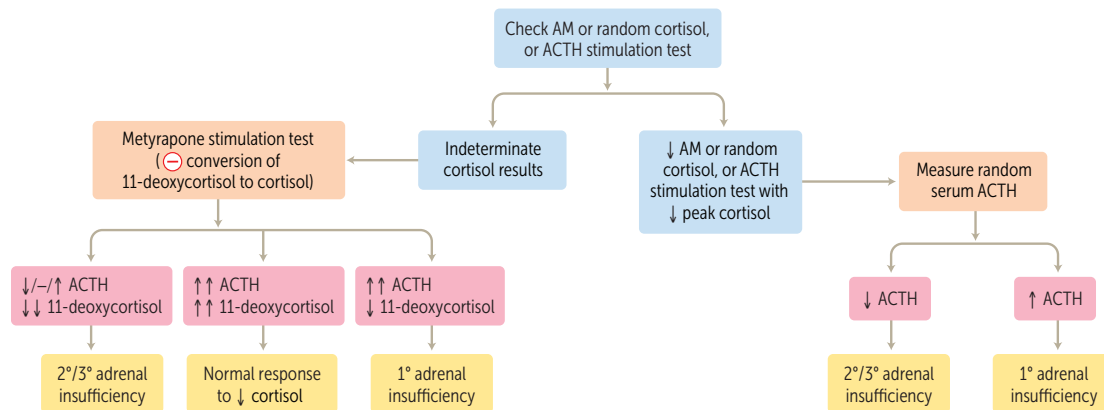 Check AM or random cortisol,
or ACTH stimulation test
Metyrapone stimulation test
(⊖ conversion of
11-deoxycortisol to cortisol)
Indeterminate
cortisol results
↓ AM or random
cortisol, or ACTH
stimulation test with
↓ peak cortisol
Measure random
serum ACTH
↓/–/↑ ACTH
↓↓ 11-deoxycortisol
↑↑ ACTH
↑↑ 11-deoxycortisol
↑↑ ACTH
↓ 11-deoxycortisol
↓ ACTH
↑ ACTH
2°/3° adrenal
insufficiency
Normal response
to ↓ cortisol
1° adrenal
insufficiency
2°/3° adrenal
insufficiency
1° adrenal
insufficiency